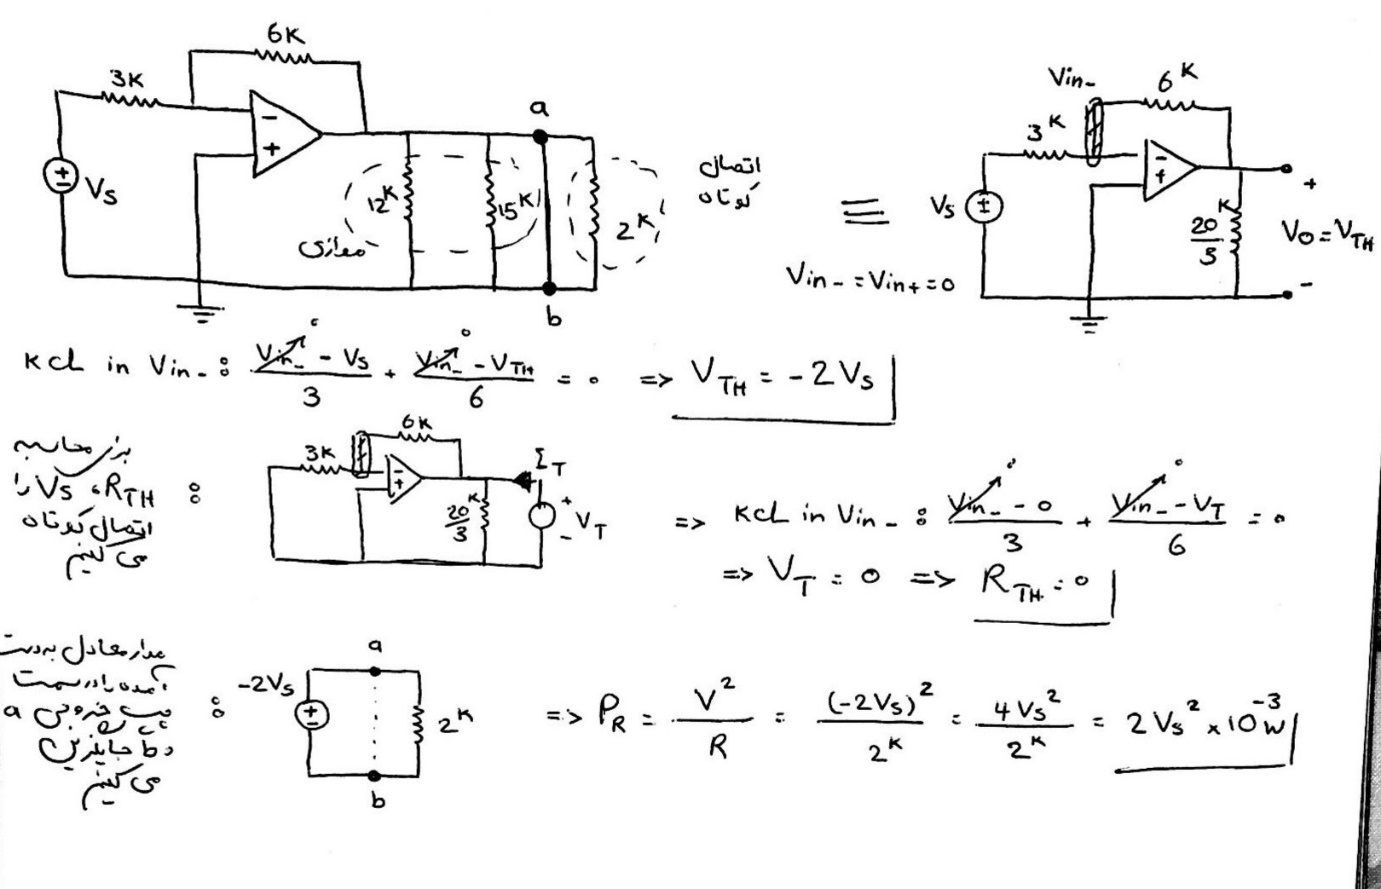 6K
3K
a
- +
Vs
12K
15K
2K
موازی
اتصال
کوتاه
b
≡
Vin-
6K
3K
- +
Vs
20/3 K
+
Vo = VTH
-
Vin- = Vin+ = 0
KCL in Vin- : (Vin- - Vs)/3 + (Vin- - VTH)/6 = 0 => VTH = -2Vs
برای محاسبه
RTH ، Vs را
اتصال کوتاه
می کنیم
:
6K
3K
- +
20/3 K
IT
+
VT
-
=> KCL in Vin- : (Vin- - 0)/3 + (Vin- - VT)/6 = 0
=> VT = 0 => RTH = 0
مدار معادل بدست
آمده را در سمت
چپ خروجی a
و b جایگزین
می کنیم
:
-2Vs
a
2K
b
=> PR = V²/R = (-2Vs)²/2K = 4Vs²/2K = 2Vs² × 10⁻³ W